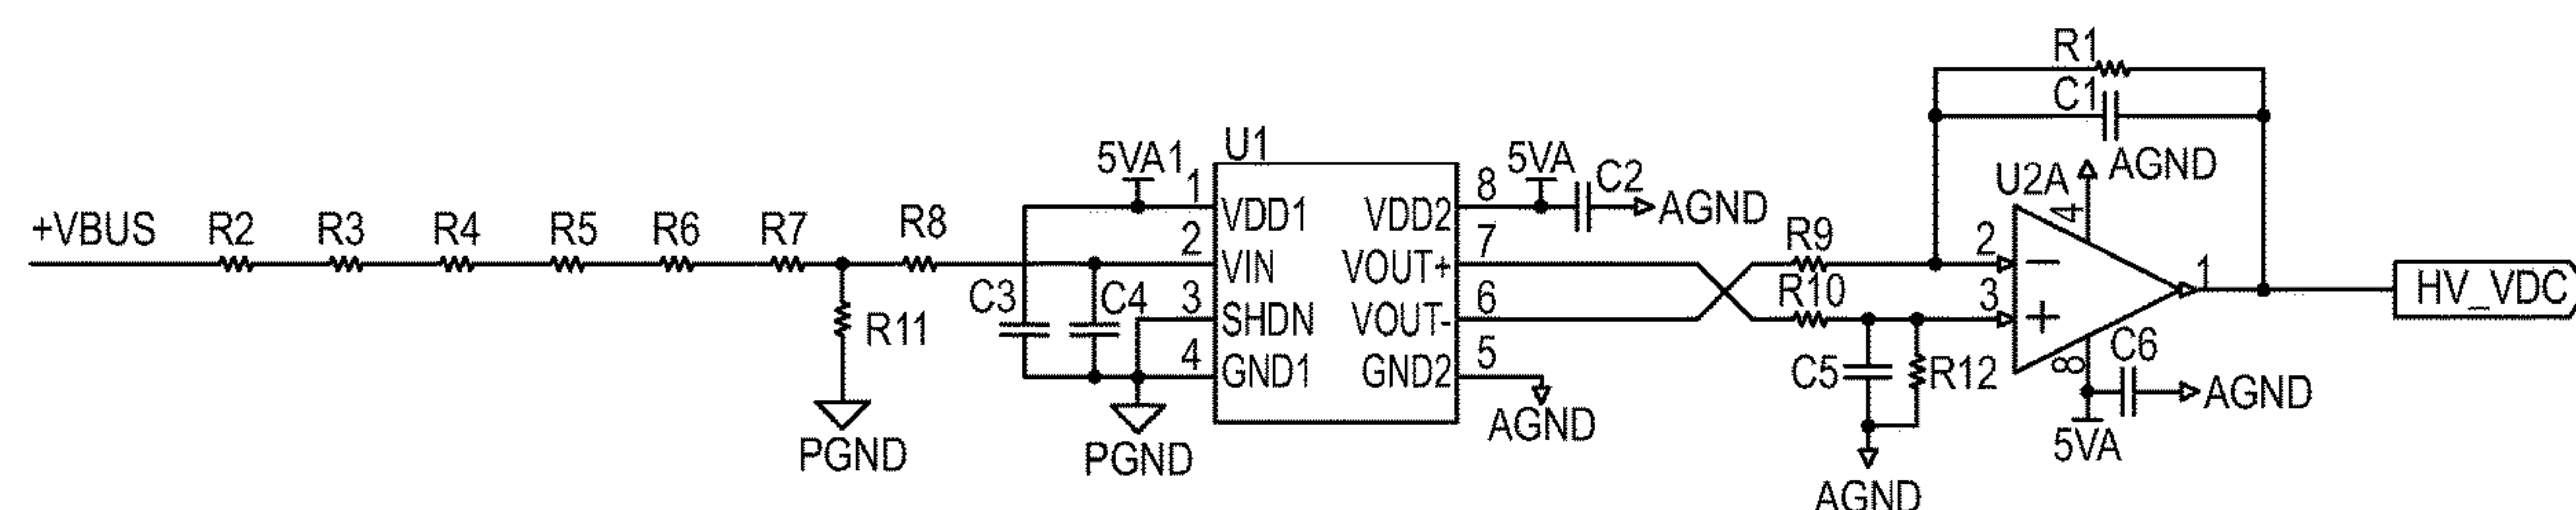 R1
C1
AGND
U1
5VA1
5VA
C2
AGND
U2A
4
+VBUS
R2
R3
R4
R5
R6
R7
R8
1
VDD1
VDD2
8
2
VIN
VOUT+
7
R9
2
−
1
HV_VDC
C3
C4
3
SHDN
VOUT-
6
R10
3
+
R11
4
GND1
GND2
5
C5
R12
8
C6
AGND
AGND
5VA
PGND
PGND
AGND